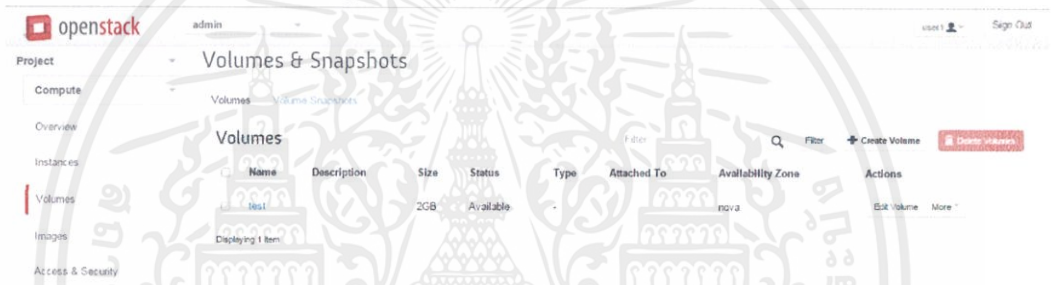 openstack admin user1 Sign Out
Project Volumes & Snapshots
Compute
Volumes Volume Snapshots
Overview
Volumes Filter Filter Create Volume Delete Volumes
Instances
Name Description Size Status Type Attached To Availability Zone Actions
Volumes test 2GB Available - nova Edit Volume More
Images
Displaying 1 item
Access & Security